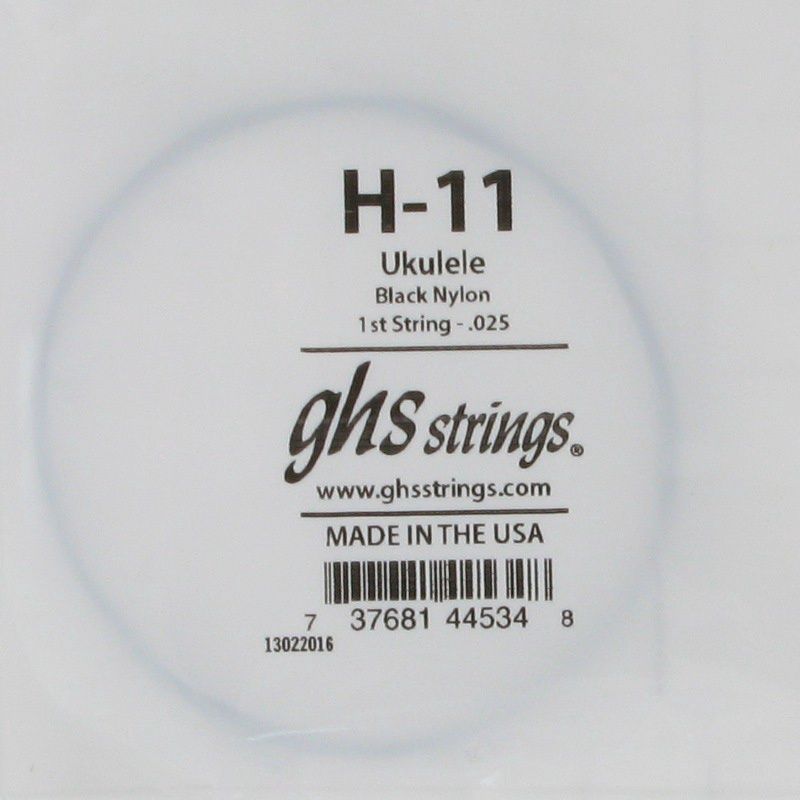 H-11
Ukulele
Black Nylon
1st String - .025
ghs strings®
www.ghsstrings.com
MADE IN THE USA
7 37681 44534 8
13022016